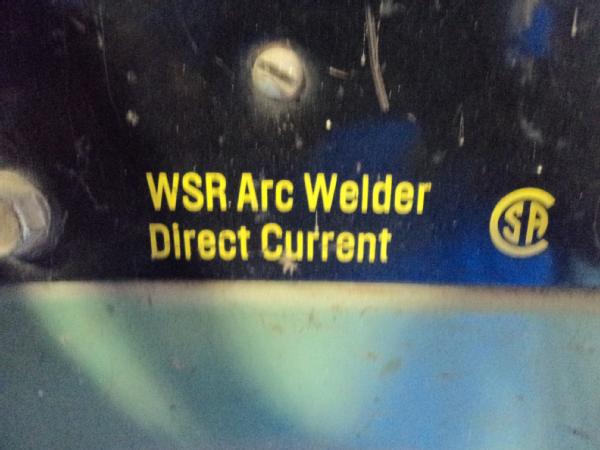 WSR Arc Welder
Direct Current
CSA